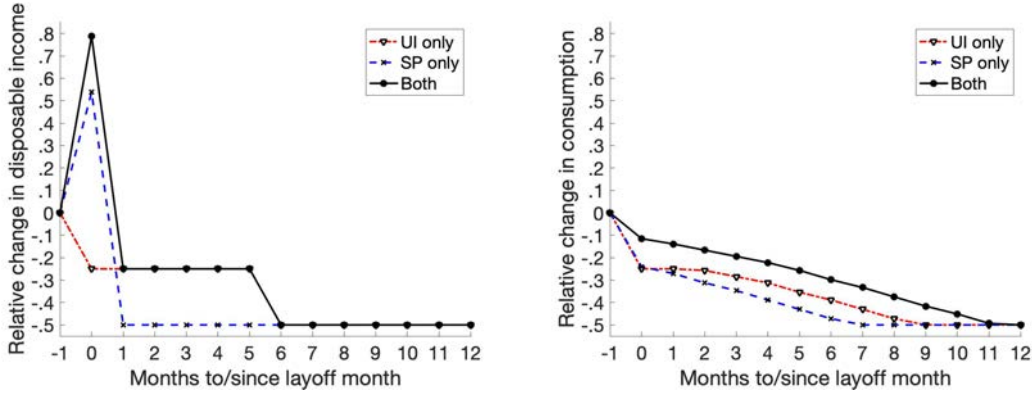 Relative change in disposable income
.8
.7
.6
.5
.4
.3
.2
.1
0
-.1
-.2
-.3
-.4
-.5
-1 0 1 2 3 4 5 6 7 8 9 10 11 12
Months to/since layoff month
UI only
SP only
Both
Relative change in consumption
.8
.7
.6
.5
.4
.3
.2
.1
0
-.1
-.2
-.3
-.4
-.5
-1 0 1 2 3 4 5 6 7 8 9 10 11 12
Months to/since layoff month
UI only
SP only
Both